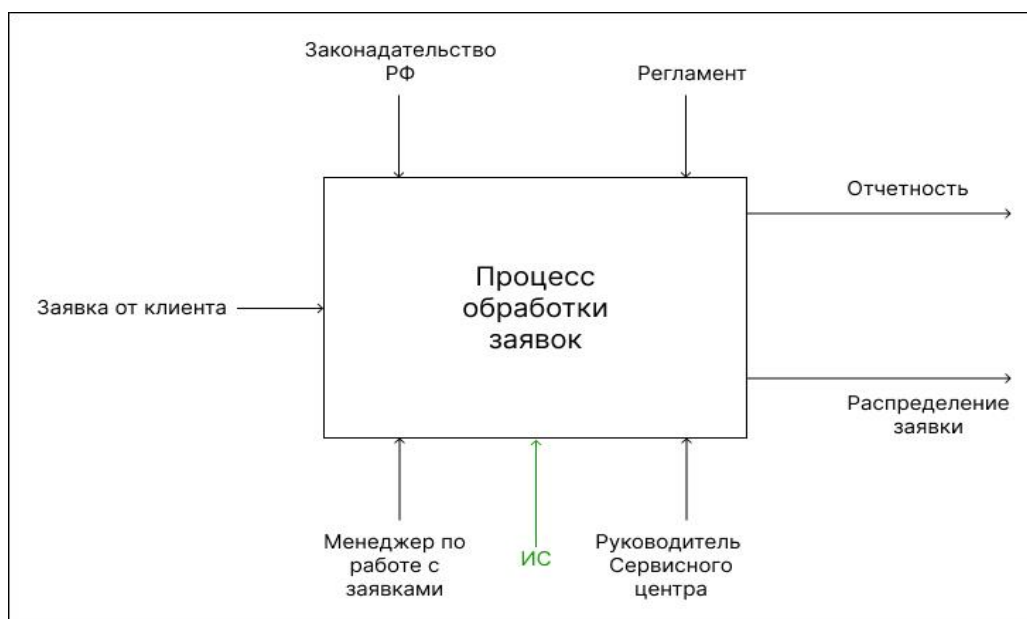 Законадательство
РФ
Регламент
Отчетность
Процесс
обработки
заявок
Заявка от клиента
Распределение
заявки
Менеджер по
работе с
заявками
ИС
Руководитель
Сервисного
центра